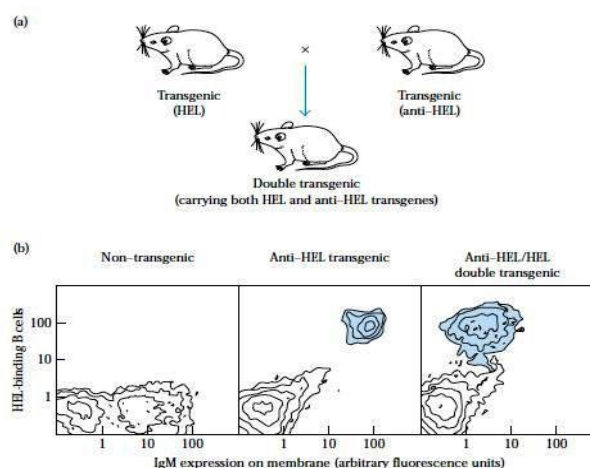 (a)
×
Transgenic
(HEL)
Transgenic
(anti–HEL)
Double transgenic
(carrying both HEL and anti–HEL transgenes)
(b)
Non–transgenic
Anti–HEL transgenic
Anti–HEL/HEL
double transgenic
HEL-binding B cells
100
10
1
1 10 100
1 10 100
1 10 100
IgM expression on membrane (arbitrary fluorescence units)